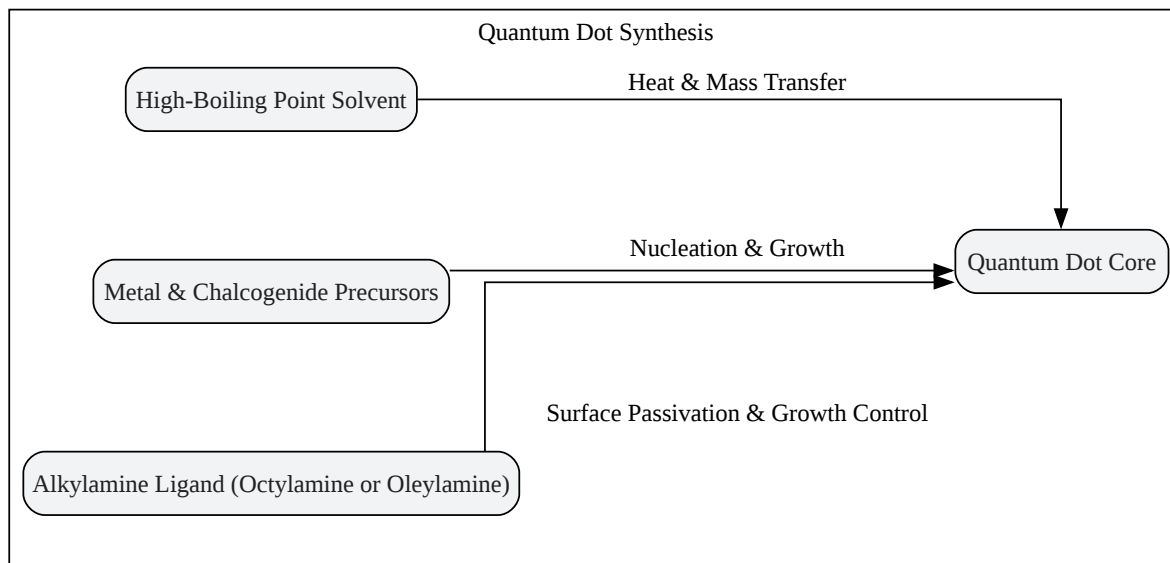 Quantum Dot Synthesis
High-Boiling Point Solvent
Heat & Mass Transfer
Nucleation & Growth
Quantum Dot Core
Metal & Chalcogenide Precursors
Surface Passivation & Growth Control
Alkylamine Ligand (Octylamine or Oleylamine)